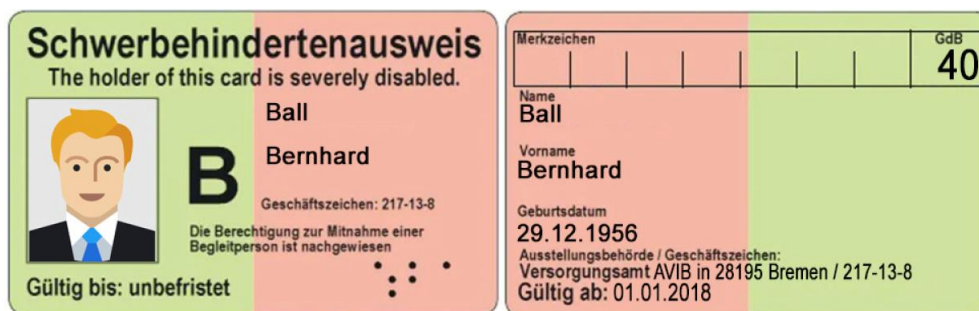 Schwerbehindertenausweis
The holder of this card is severely disabled.
Ball
B
Bernhard
Geschäftszeichen: 217-13-8
Die Berechtigung zur Mitnahme einer
Begleitperson ist nachgewiesen
Gültig bis: unbefristet
Merkzeichen
GdB
40
Name
Ball
Vorname
Bernhard
Geburtsdatum
29.12.1956
Ausstellungsbehörde / Geschäftszeichen:
Versorgungsamt AVIB in 28195 Bremen / 217-13-8
Gültig ab: 01.01.2018